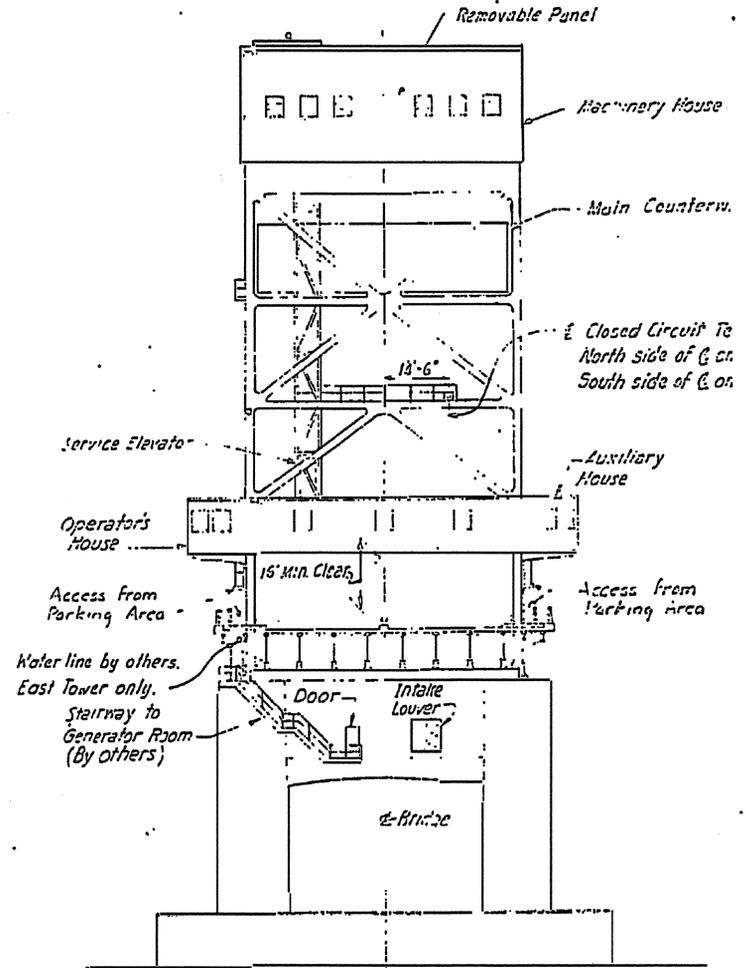 Removable Panel
Machinery House
Main Counterw.
℄ Closed Circuit Te
North side of ℄ on
South side of ℄ on
14'-6"
Service Elevator
Auxiliary
House
Operator's
House
16' Min. Clear.
Access from
Parking Area
Access from
Parking Area
Water line by others.
East Tower only.
Stairway to
Generator Room
(By others)
Door
Intake
Louver
℄ Bridge